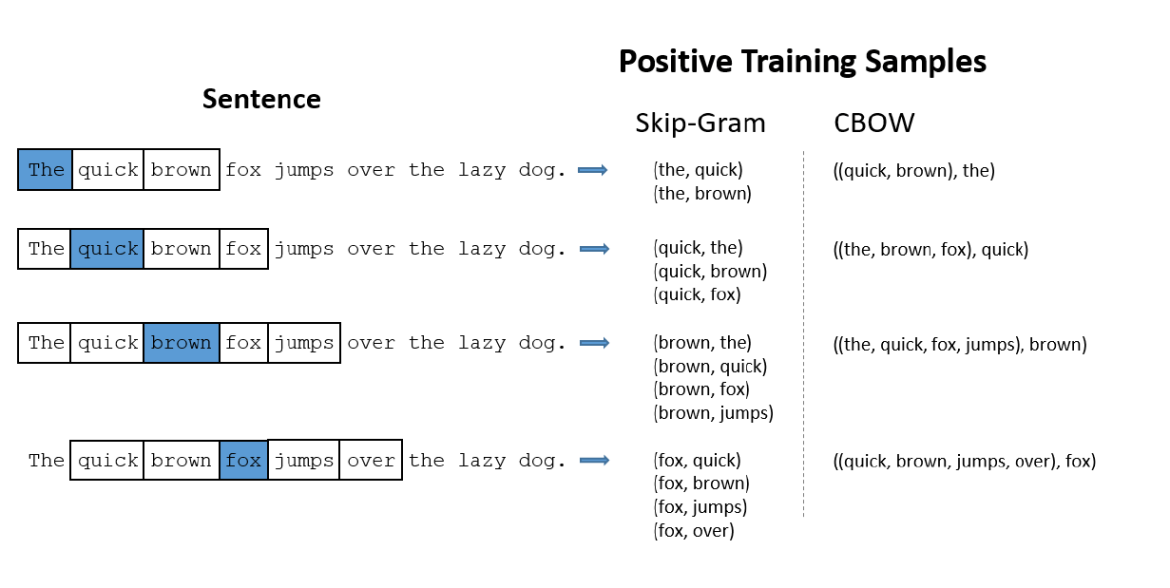 Positive Training Samples
Sentence
Skip-Gram CBOW
The quick brown fox jumps over the lazy dog. (the, quick) ((quick, brown), the)
(the, brown)
The quick brown fox jumps over the lazy dog. (quick, the) ((the, brown, fox), quick)
(quick, brown)
(quick, fox)
The quick brown fox jumps over the lazy dog. (brown, the) ((the, quick, fox, jumps), brown)
(brown, quick)
(brown, fox)
(brown, jumps)
The quick brown fox jumps over the lazy dog. (fox, quick) ((quick, brown, jumps, over), fox)
(fox, brown)
(fox, jumps)
(fox, over)